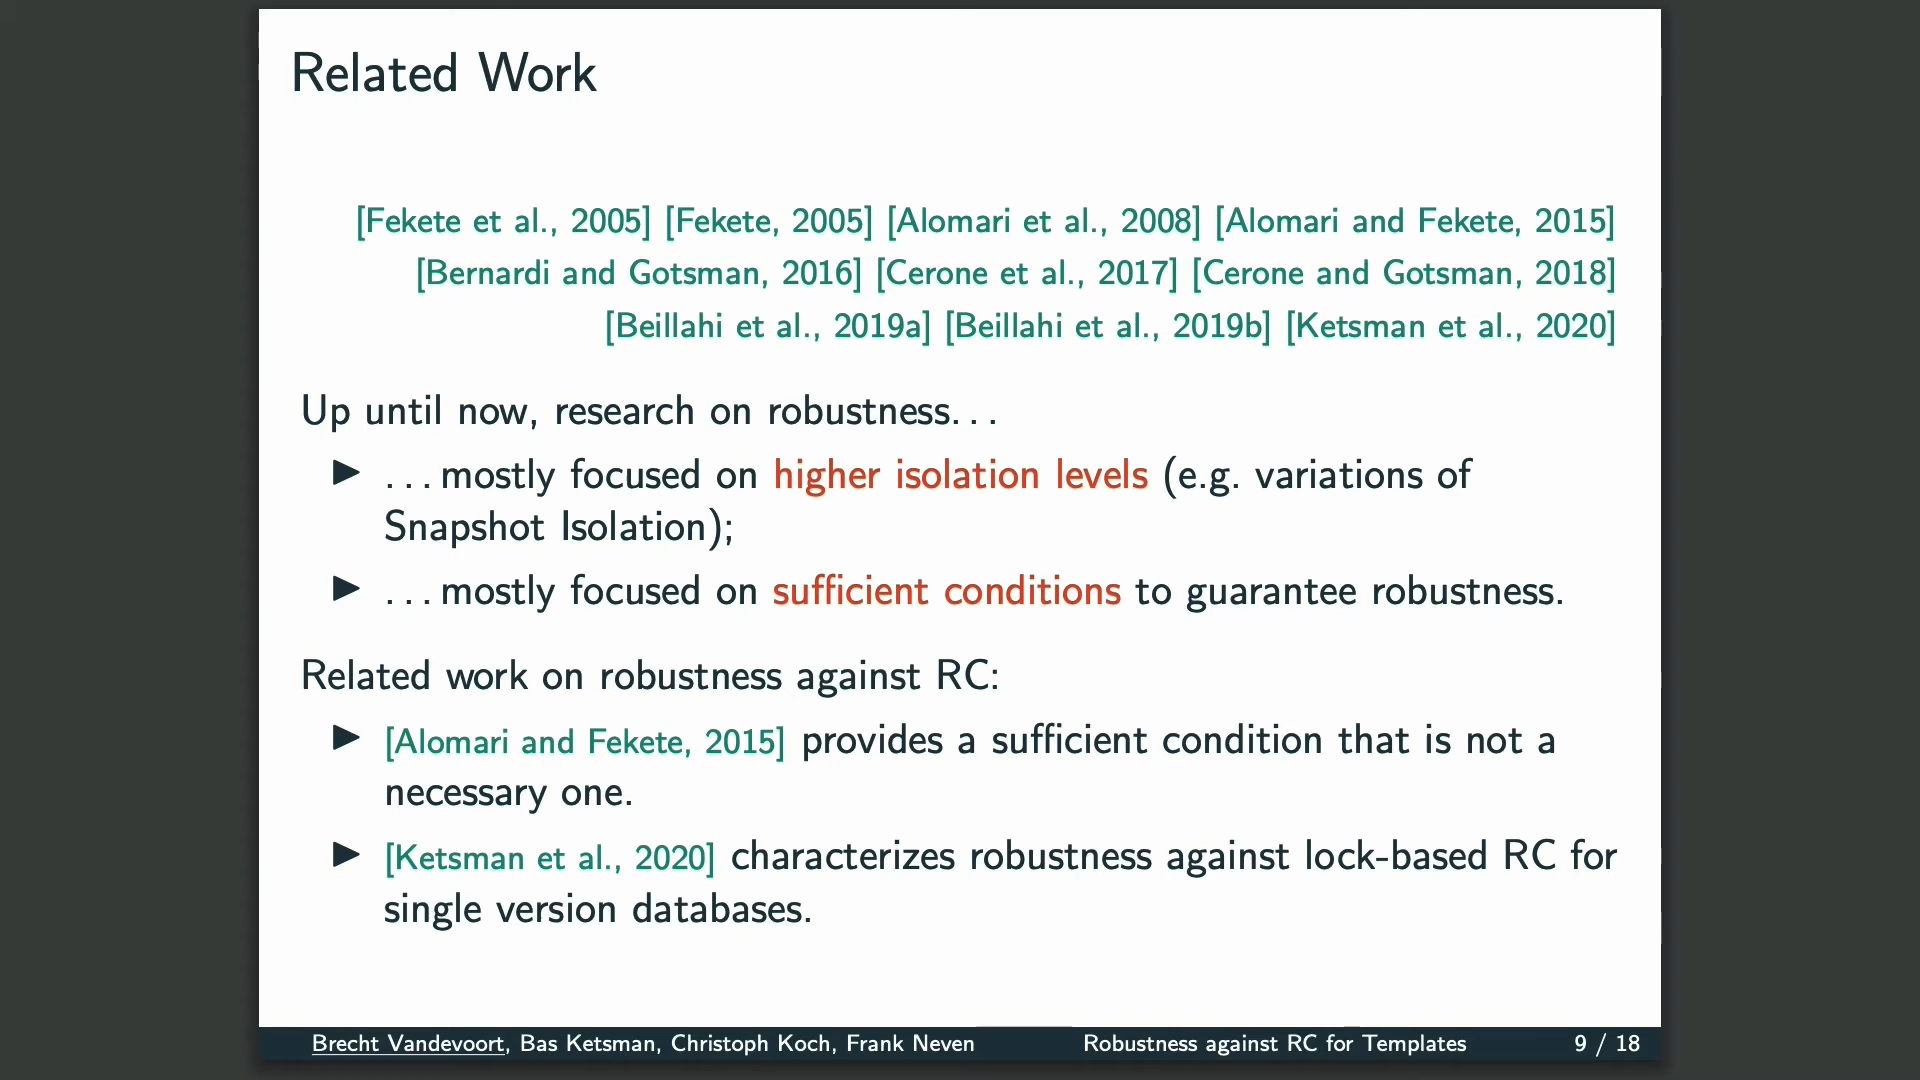 Related Work
[Fekete et al., 2005] [Fekete, 2005] [Alomari et al., 2008] [Alomari and Fekete, 2015]
[Bernardi and Gotsman, 2016] [Cerone et al., 2017] [Cerone and Gotsman, 2018]
[Beillahi et al., 2019a] [Beillahi et al., 2019b] [Ketsman et al., 2020]
Up until now, research on robustness...
▶ ...mostly focused on higher isolation levels (e.g. variations of
Snapshot Isolation);
▶ ...mostly focused on sufficient conditions to guarantee robustness.
Related work on robustness against RC:
▶ [Alomari and Fekete, 2015] provides a sufficient condition that is not a
necessary one.
▶ [Ketsman et al., 2020] characterizes robustness against lock-based RC for
single version databases.
Brecht Vandevoort, Bas Ketsman, Christoph Koch, Frank Neven Robustness against RC for Templates 9 / 18